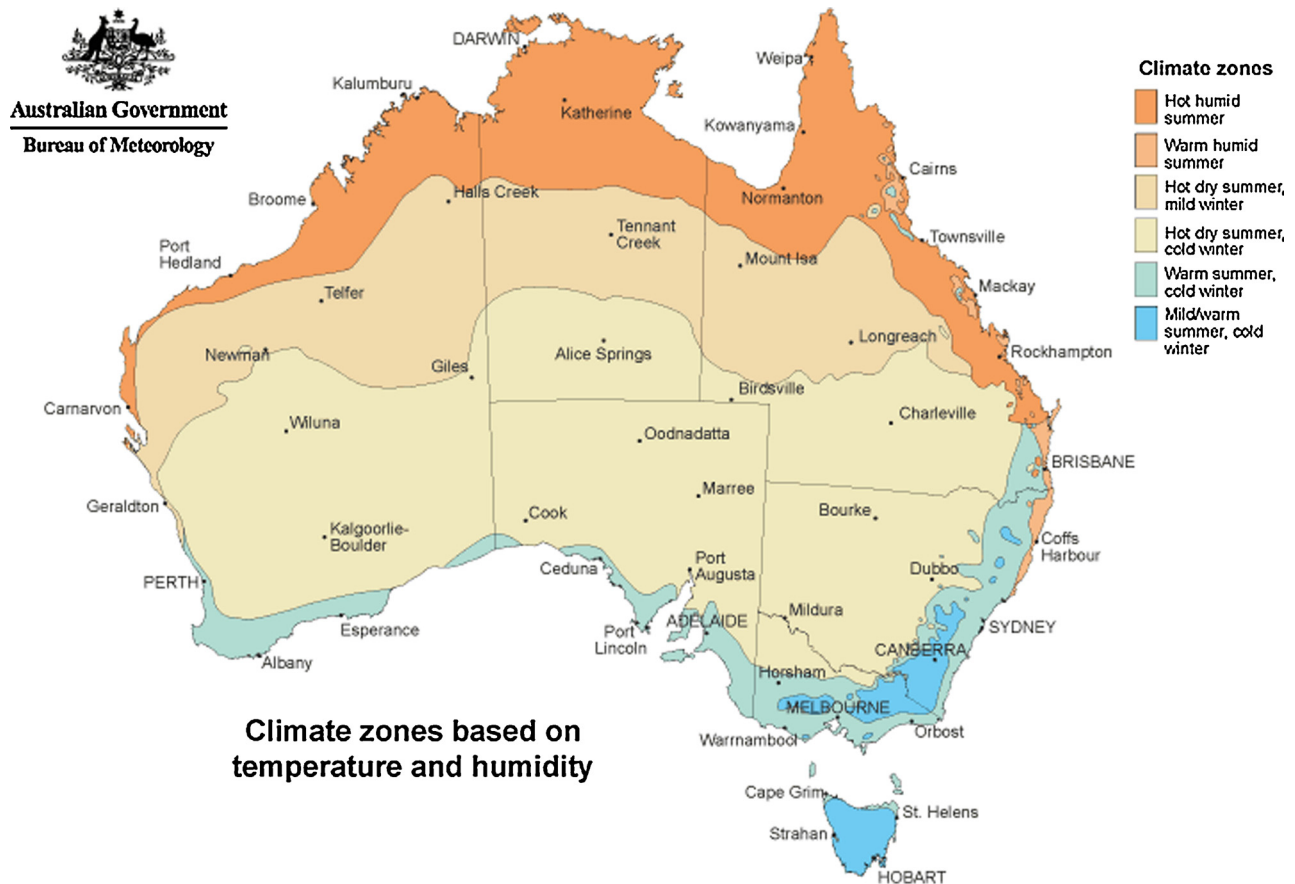 Australian Government
Bureau of Meteorology
DARWIN
Weipa
Kalumburu
Katherine
Kowanyama
Cairns
Broome
Halls Creek
Normanton
Tennant
Creek
Townsville
Port
Hedland
Mount Isa
Telfer
Mackay
Longreach
Newman
Alice Springs
Rockhampton
Giles
Birdsville
Carnarvon
Wiluna
Charleville
Oodnadatta
BRISBANE
Marree
Geraldton
Cook
Bourke
Kalgoorlie-
Boulder
Coffs
Harbour
Port
Augusta
Ceduna
Dubbo
PERTH
Mildura
ADELAIDE
Esperance
Port
Lincoln
SYDNEY
CANBERRA
Albany
Horsham
MELBOURNE
Warrnambool
Orbost
Cape Grim
St. Helens
Strahan
HOBART
Climate zones
Hot humid
summer
Warm humid
summer
Hot dry summer,
mild winter
Hot dry summer,
cold winter
Warm summer,
cold winter
Mild/warm
summer, cold
winter
Climate zones based on
temperature and humidity